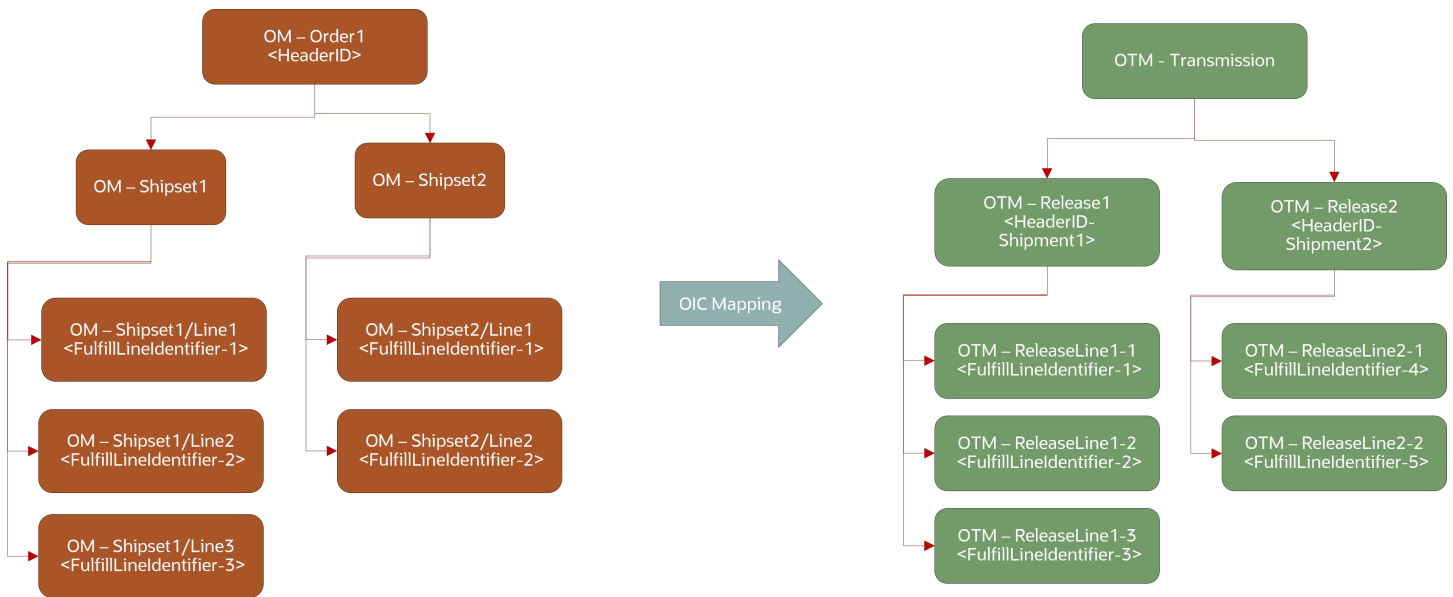 OM – Order1
<HeaderID>
OM – Shipset1
OM – Shipset2
OM – Shipset1/Line1
<FulfillLineIdentifier-1>
OM – Shipset1/Line2
<FulfillLineIdentifier-2>
OM – Shipset1/Line3
<FulfillLineIdentifier-3>
OM – Shipset2/Line1
<FulfillLineIdentifier-1>
OM – Shipset2/Line2
<FulfillLineIdentifier-2>
OIC Mapping
OTM - Transmission
OTM – Release1
<HeaderID-
Shipment1>
OTM – Release2
<HeaderID-
Shipment2>
OTM – ReleaseLine1-1
<FulfillLineIdentifier-1>
OTM – ReleaseLine1-2
<FulfillLineIdentifier-2>
OTM – ReleaseLine1-3
<FulfillLineIdentifier-3>
OTM – ReleaseLine2-1
<FulfillLineIdentifier-4>
OTM – ReleaseLine2-2
<FulfillLineIdentifier-5>